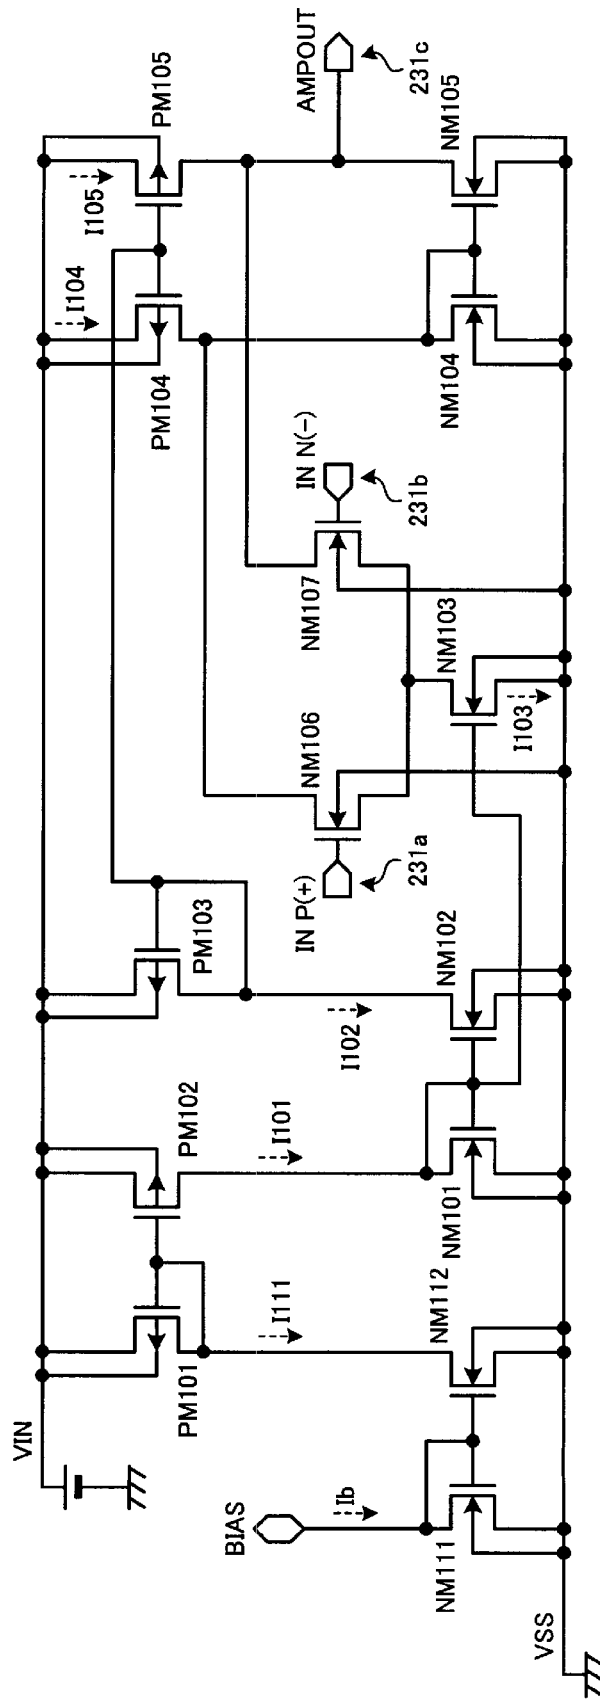 VIN
VSS
BIAS
Ib
NM111
NM112
PM101
I111
PM102
I101
NM101
NM102
I102
PM103
IN P(+)
231a
NM106
I103
NM103
NM107
IN N(-)
231b
PM104
I104
NM104
I105
PM105
NM105
AMPOUT
231c